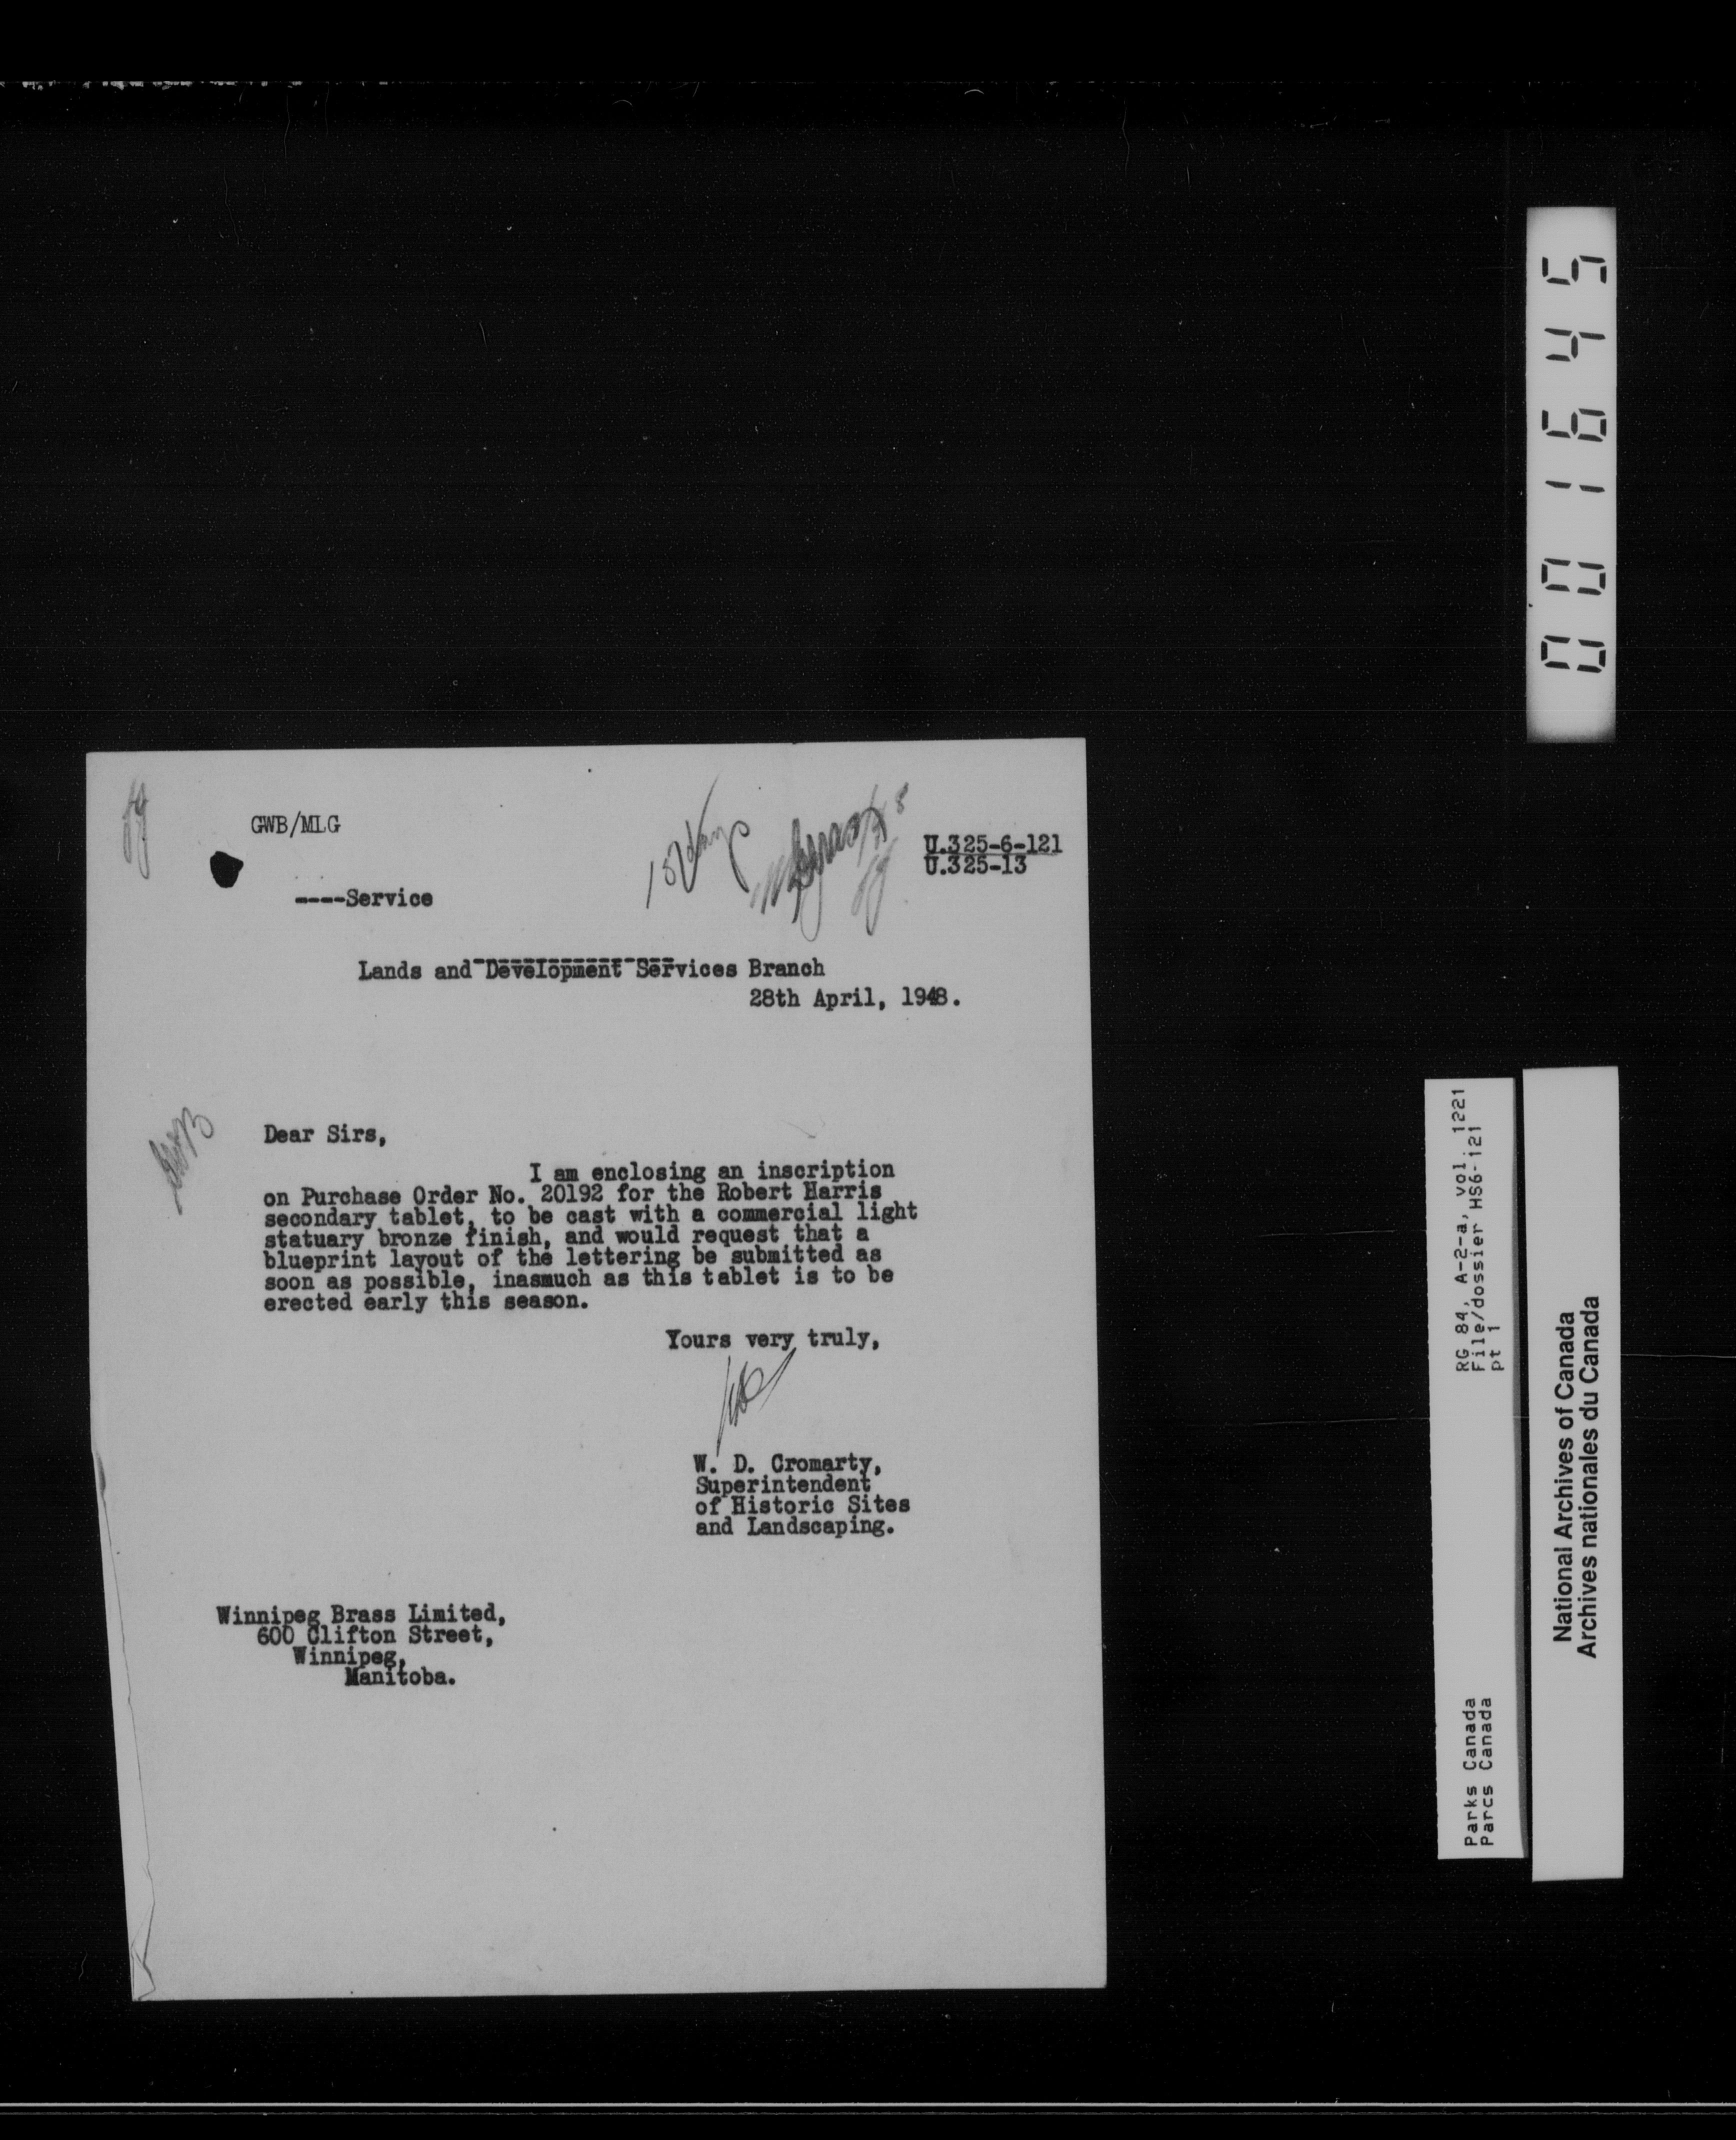 GWB/MLG
15 days
U.325-6-121
U.325-13
----Service
Lands and Development Services Branch
28th April, 1948.
Dear Sirs,
I am enclosing an inscription
on Purchase Order No. 20192 for the Robert Harris
secondary tablet, to be cast with a commercial light
statuary bronze finish, and would request that a
blueprint layout of the lettering be submitted as
soon as possible, inasmuch as this tablet is to be
erected early this season.
Yours very truly,
W. D. Cromarty,
Superintendent
of Historic Sites
and Landscaping.
Winnipeg Brass Limited,
600 Clifton Street,
Winnipeg,
Manitoba.
001645
RG 84, A-2-a, vol. 1221
File/dossier HS6-121
pt 1
Parks Canada
Parcs Canada
National Archives of Canada
Archives nationales du Canada